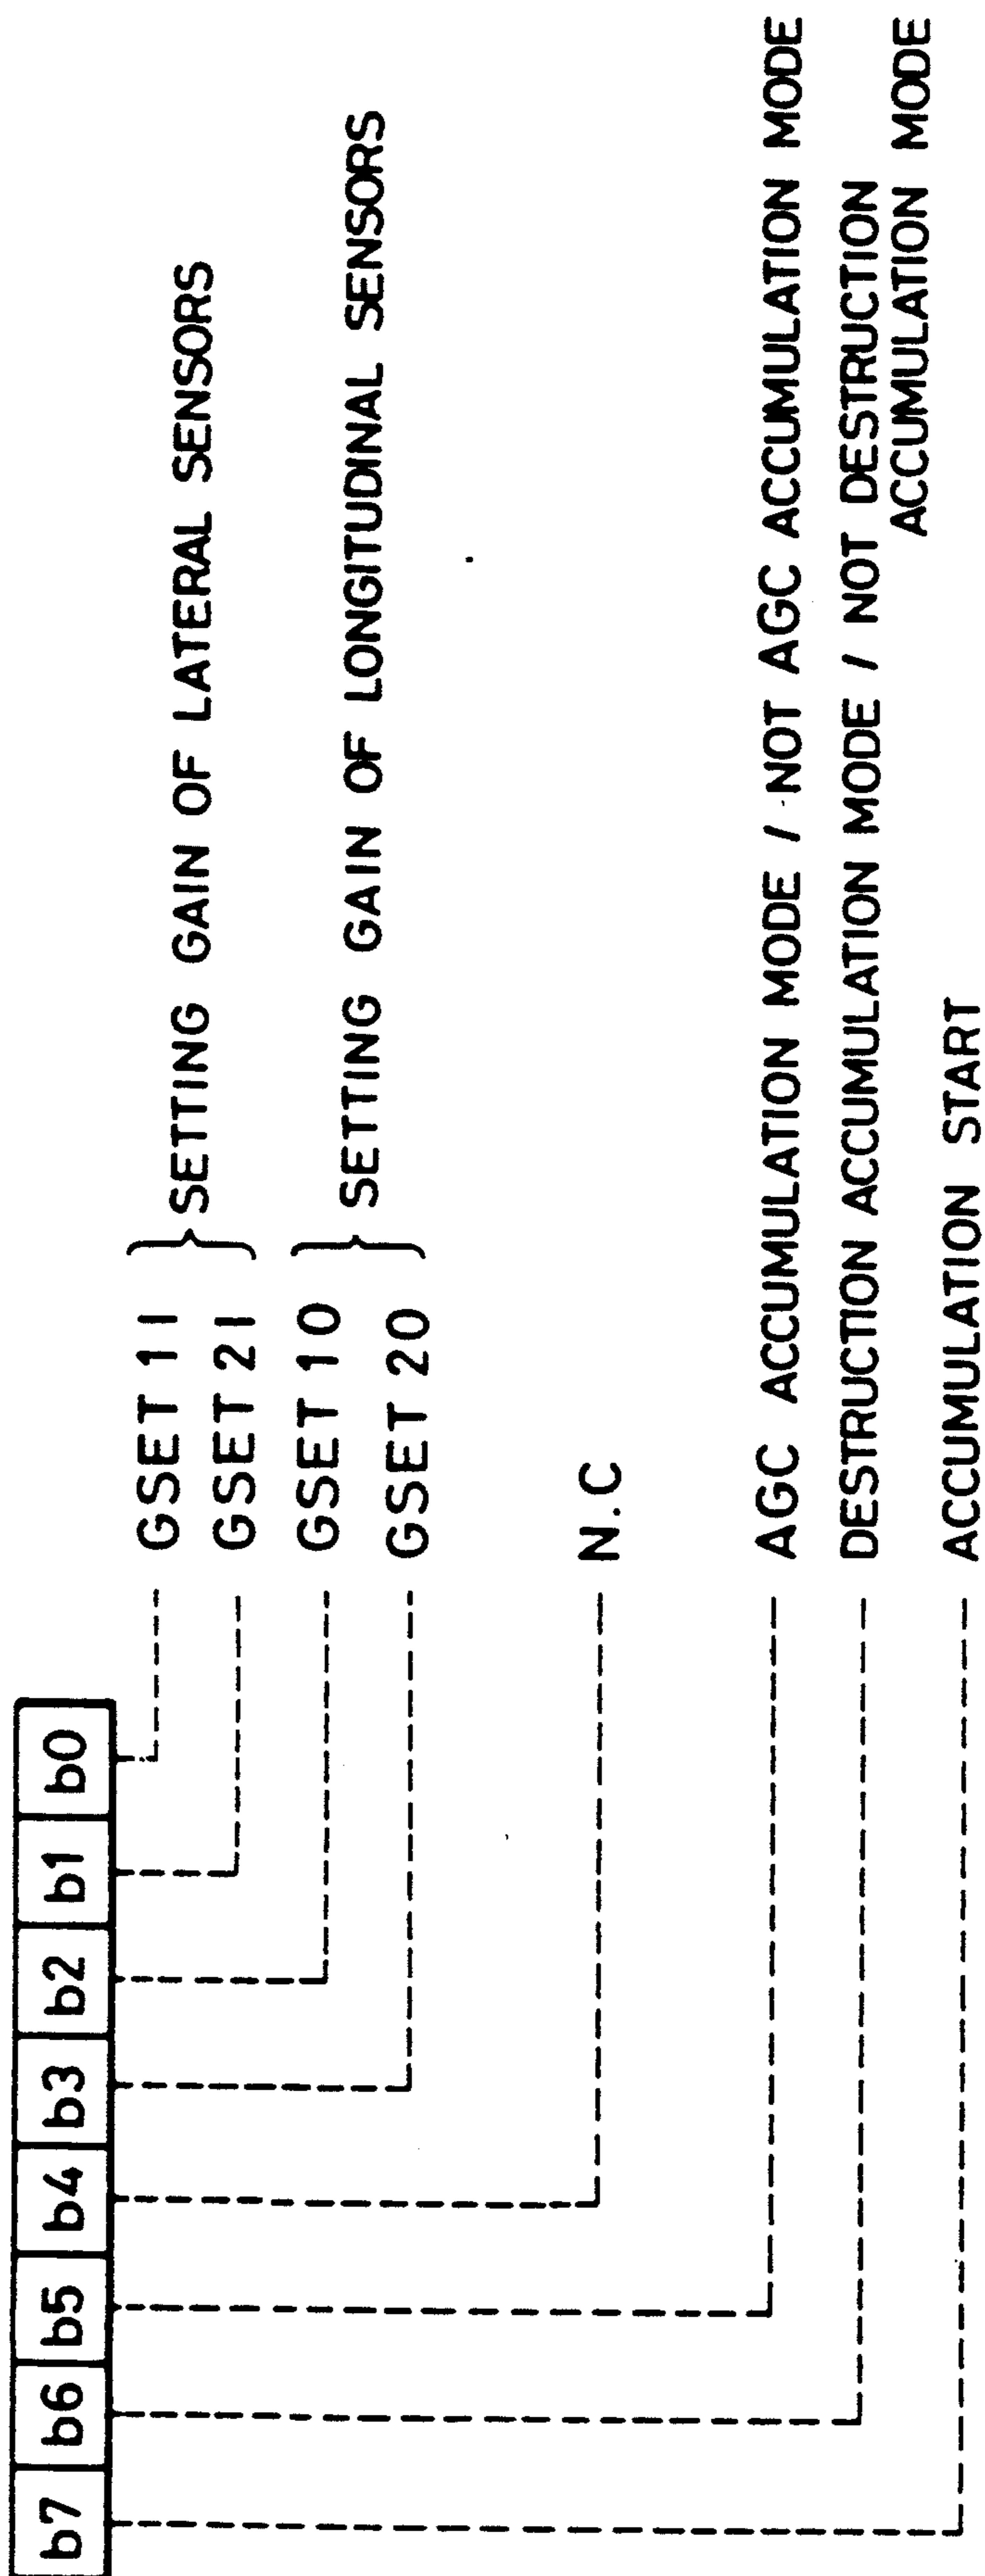 b7 b6 b5 b4 b3 b2 b1 b0
GSET 11
GSET 21
SETTING GAIN OF LATERAL SENSORS
GSET 10
GSET 20
SETTING GAIN OF LONGITUDINAL SENSORS
N.C
AGC ACCUMULATION MODE / NOT AGC ACCUMULATION MODE
DESTRUCTION ACCUMULATION MODE / NOT DESTRUCTION
ACCUMULATION MODE
ACCUMULATION START